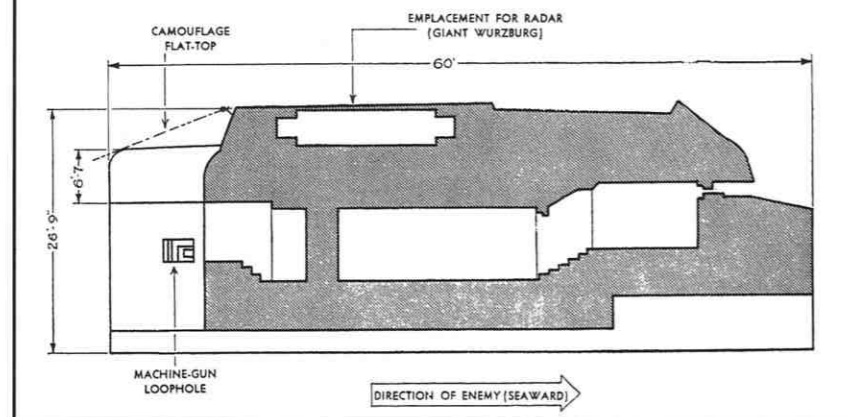 EMPLACEMENT FOR RADAR
(GIANT WURZBURG)
CAMOUFLAGE
FLAT-TOP
60'
6'-7
26'-9"
MACHINE-GUN
LOOPHOLE
DIRECTION OF ENEMY (SEAWARD)